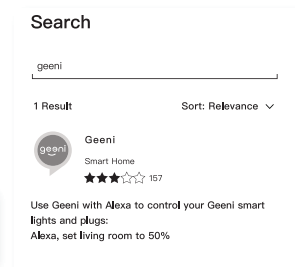 Search
geeni
1 Result Sort: Relevance
geeni
Geeni
Smart Home
157
Use Geeni with Alexa to control your Geeni smart
lights and plugs:
Alexa, set living room to 50%